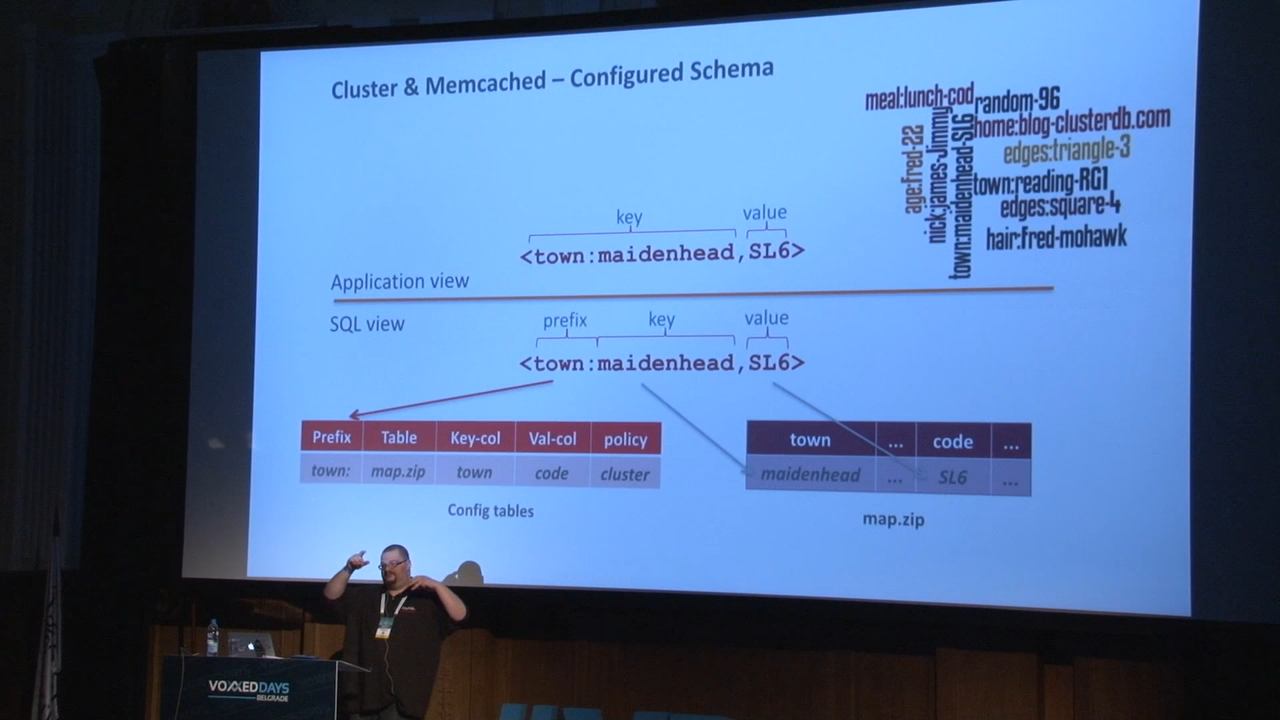 Cluster & Memcached – Configured Schema
meal:lunch-cod
random-96
home:blog-clusterdb.com
edges:triangle-3
age:fred-22
nick:james-Jimmy
town:maidenhead-SL6
town:reading-RG1
edges:square-4
hair:Fred-mohawk
key value
<town:maidenhead,SL6>
Application view
SQL view
prefix key value
<town:maidenhead,SL6>
Prefix Table Key-col Val-col policy
town: map.zip town code cluster
Config tables
town ... code ...
maidenhead ... SL6 ...
map.zip
VOXXEDDAYS
BELGRADE